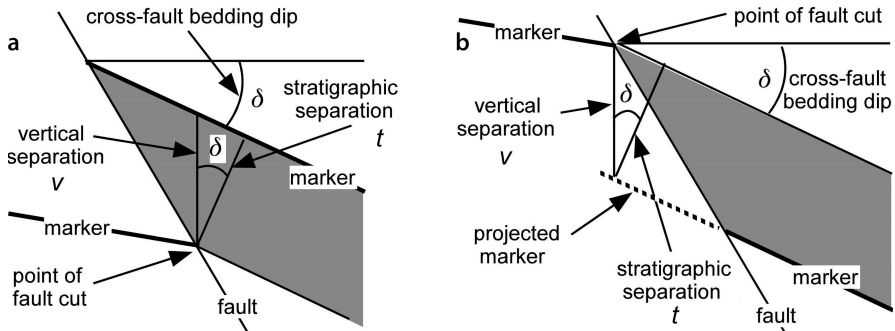 a
cross-fault bedding dip
δ
stratigraphic
separation
t
vertical
separation
v
δ
marker
marker
point of
fault cut
fault
b
marker
point of fault cut
δ
cross-fault
bedding dip
vertical
separation
v
δ
projected
marker
stratigraphic
separation t
marker
fault